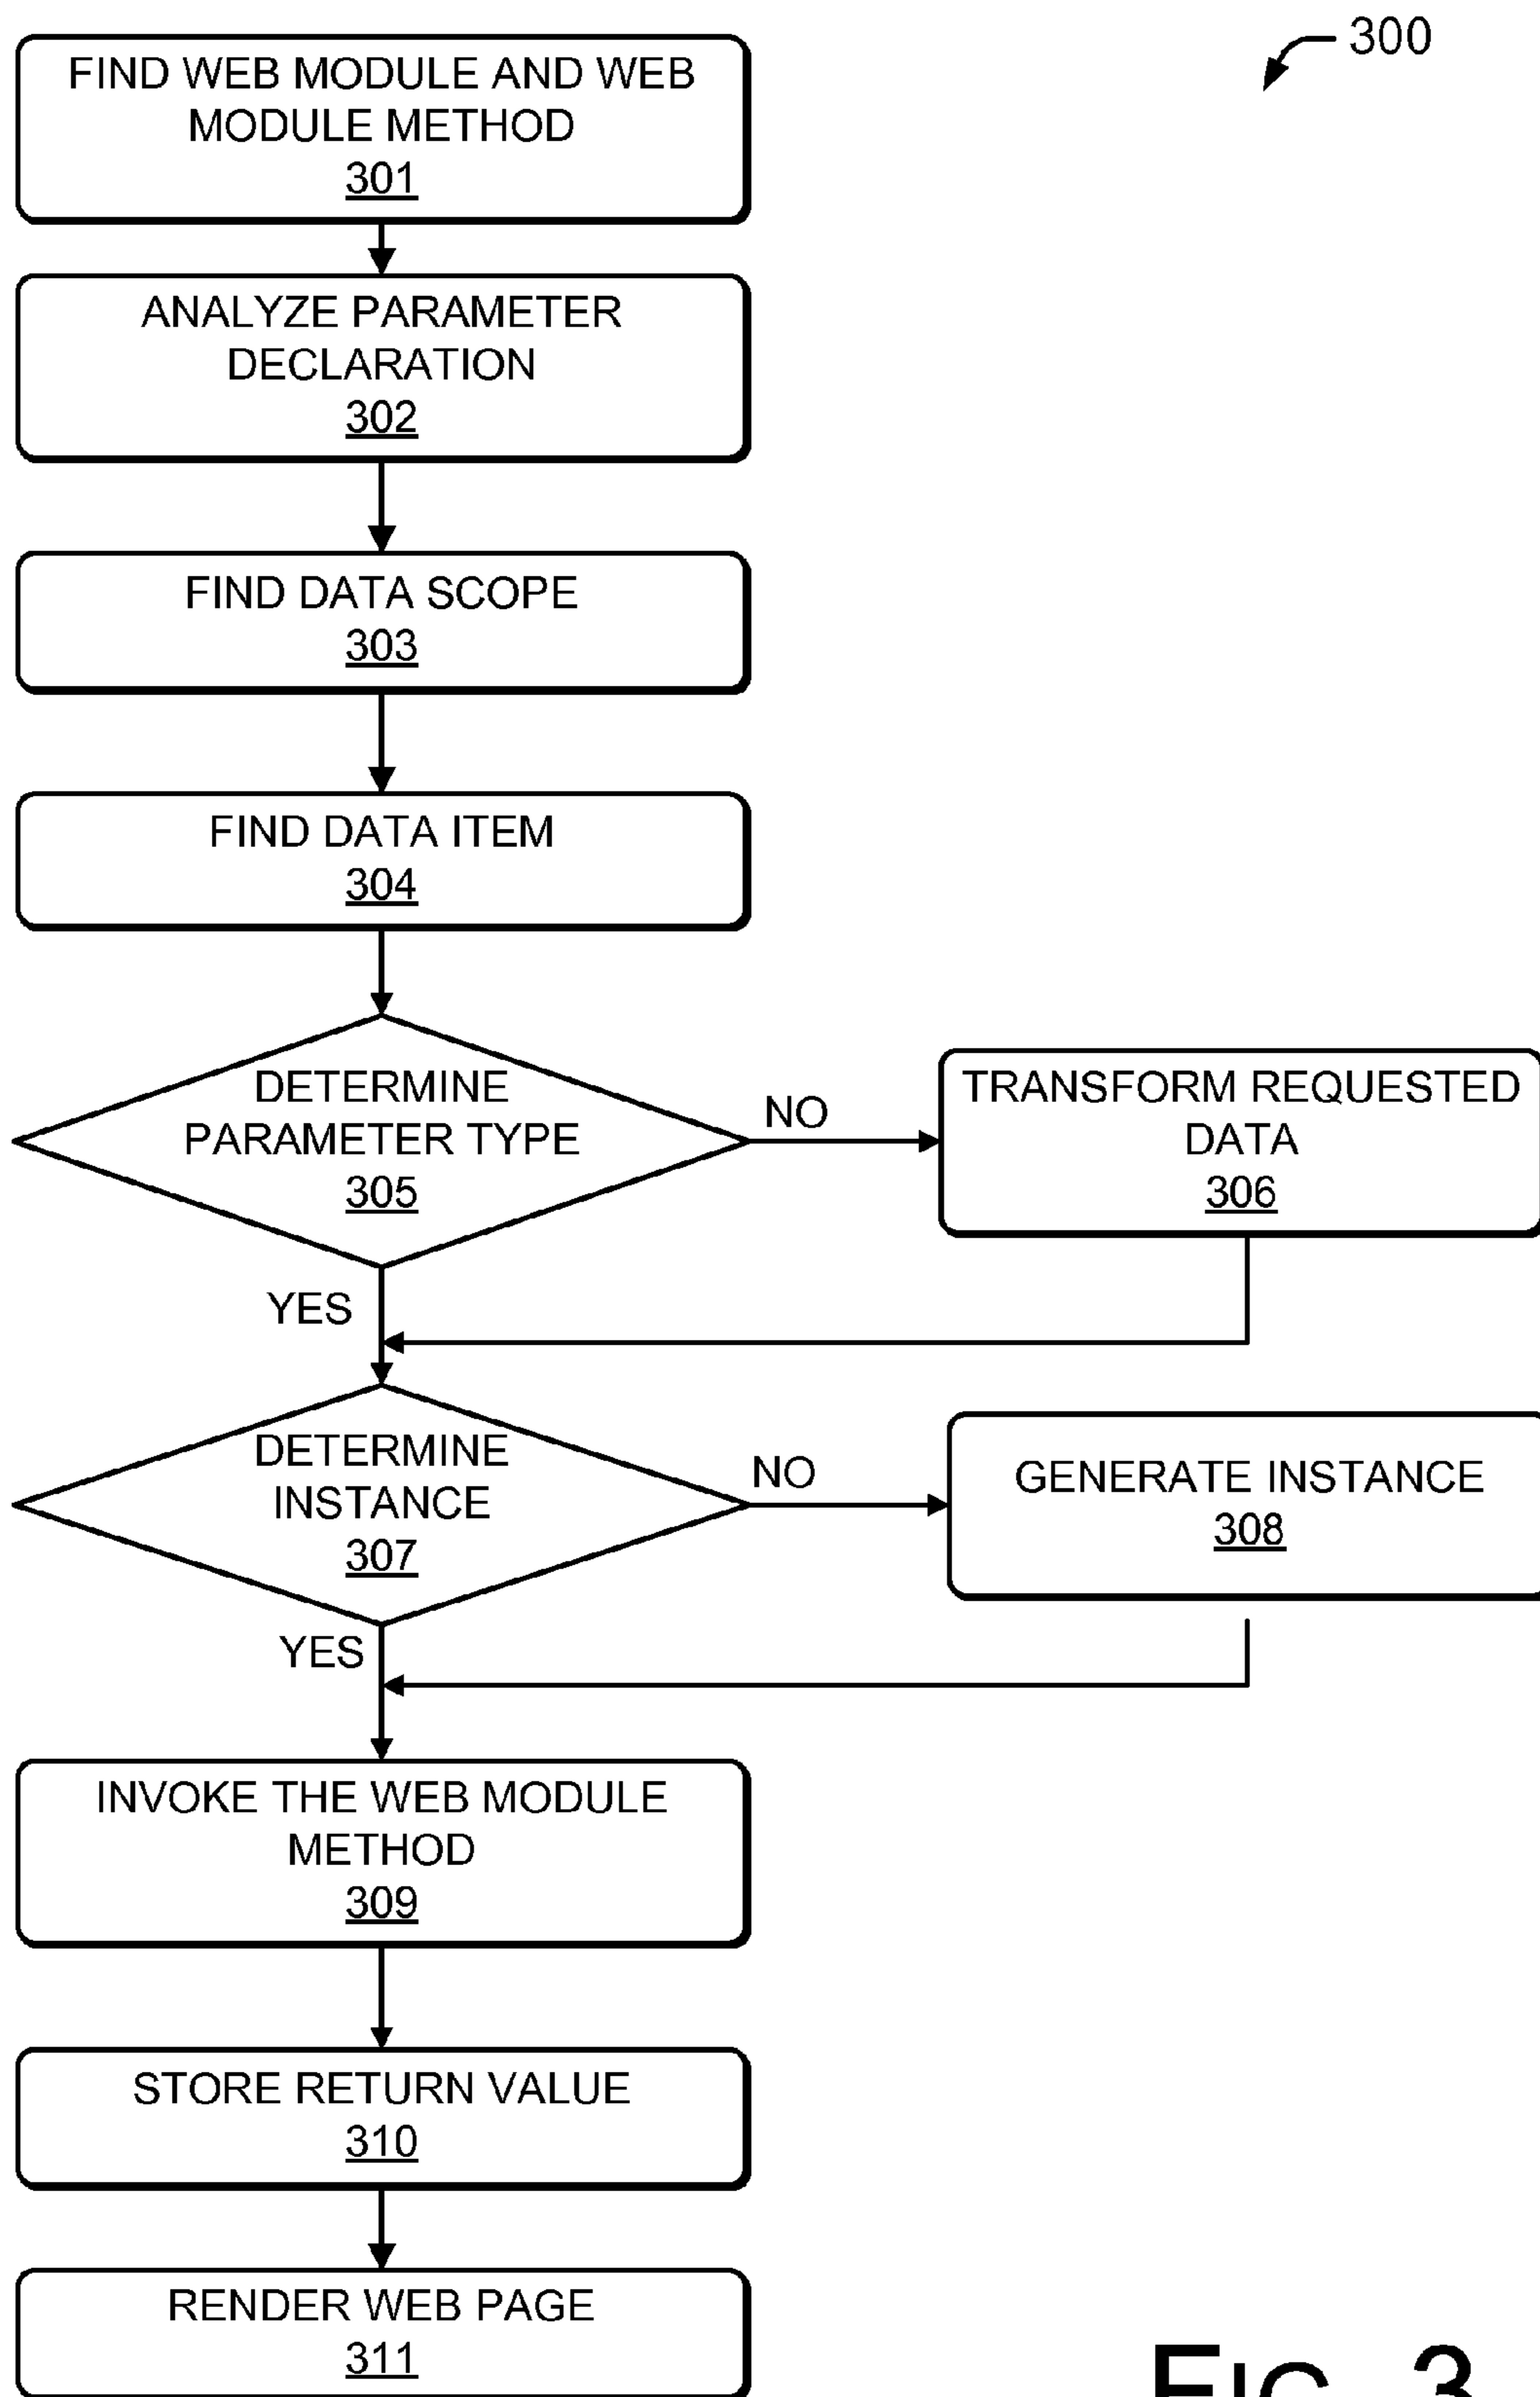 300
FIND WEB MODULE AND WEB
MODULE METHOD
301
ANALYZE PARAMETER
DECLARATION
302
FIND DATA SCOPE
303
FIND DATA ITEM
304
DETERMINE
PARAMETER TYPE
305
NO
TRANSFORM REQUESTED
DATA
306
YES
DETERMINE
INSTANCE
307
NO
GENERATE INSTANCE
308
YES
INVOKE THE WEB MODULE
METHOD
309
STORE RETURN VALUE
310
RENDER WEB PAGE
311
FIG. 3